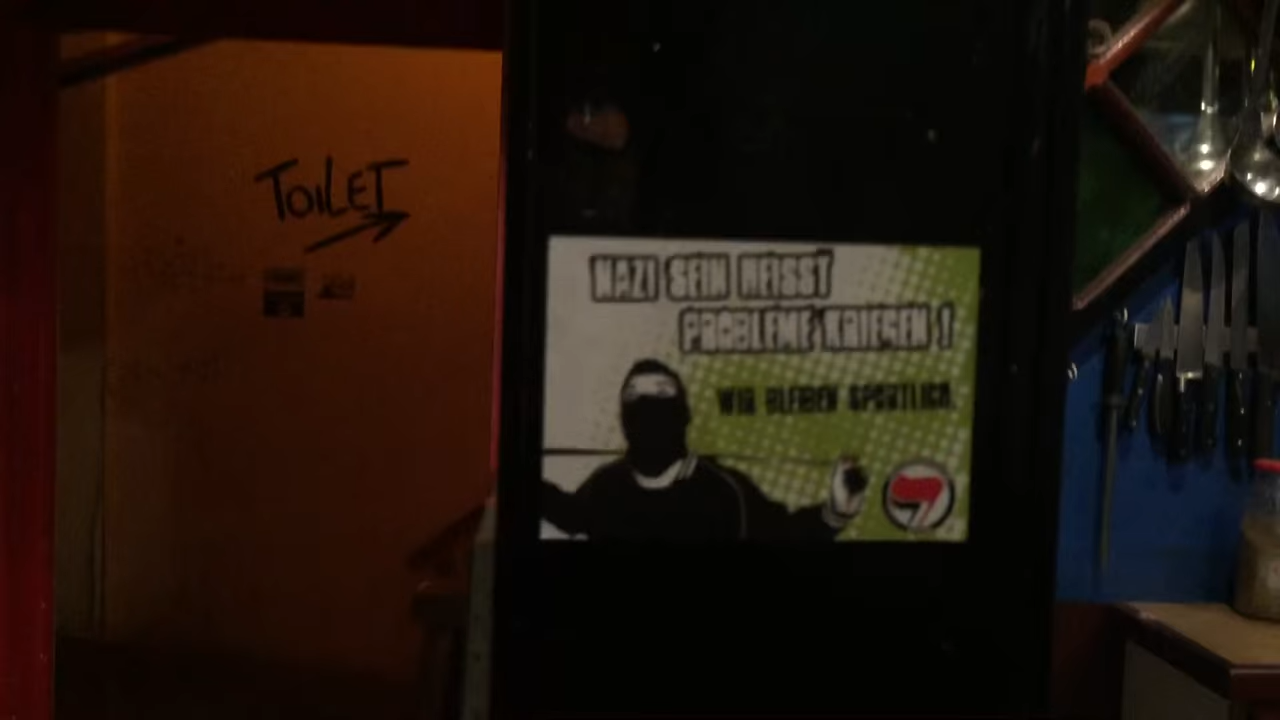 TOILET
NAZI SEIN HEISST
PROBLEME KRIEGEN !
WIR BLEIBEN SPORTLICH.